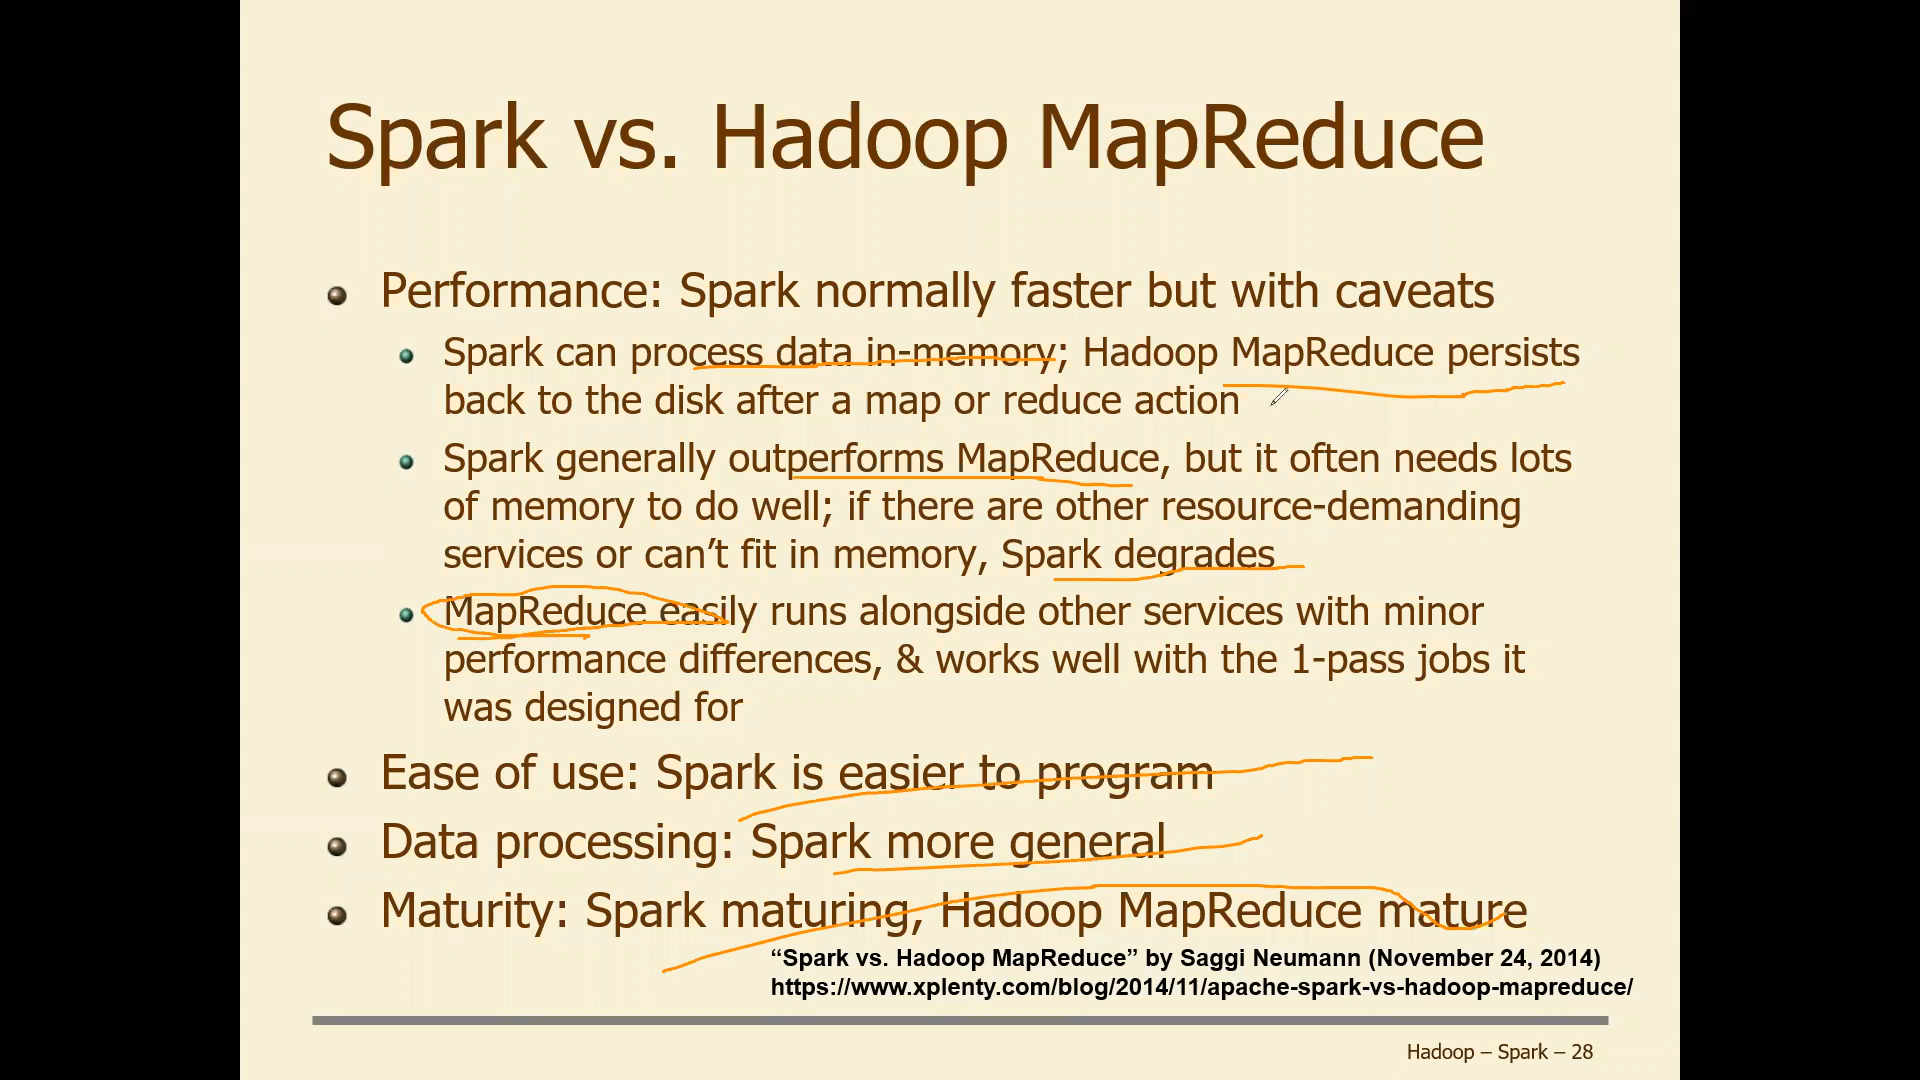 Spark vs. Hadoop MapReduce
Performance: Spark normally faster but with caveats
Spark can process data in-memory; Hadoop MapReduce persists
back to the disk after a map or reduce action
Spark generally outperforms MapReduce, but it often needs lots
of memory to do well; if there are other resource-demanding
services or can’t fit in memory, Spark degrades
MapReduce easily runs alongside other services with minor
performance differences, & works well with the 1-pass jobs it
was designed for
Ease of use: Spark is easier to program
Data processing: Spark more general
Maturity: Spark maturing, Hadoop MapReduce mature
“Spark vs. Hadoop MapReduce” by Saggi Neumann (November 24, 2014)
https://www.xplenty.com/blog/2014/11/apache-spark-vs-hadoop-mapreduce/
Hadoop – Spark – 28